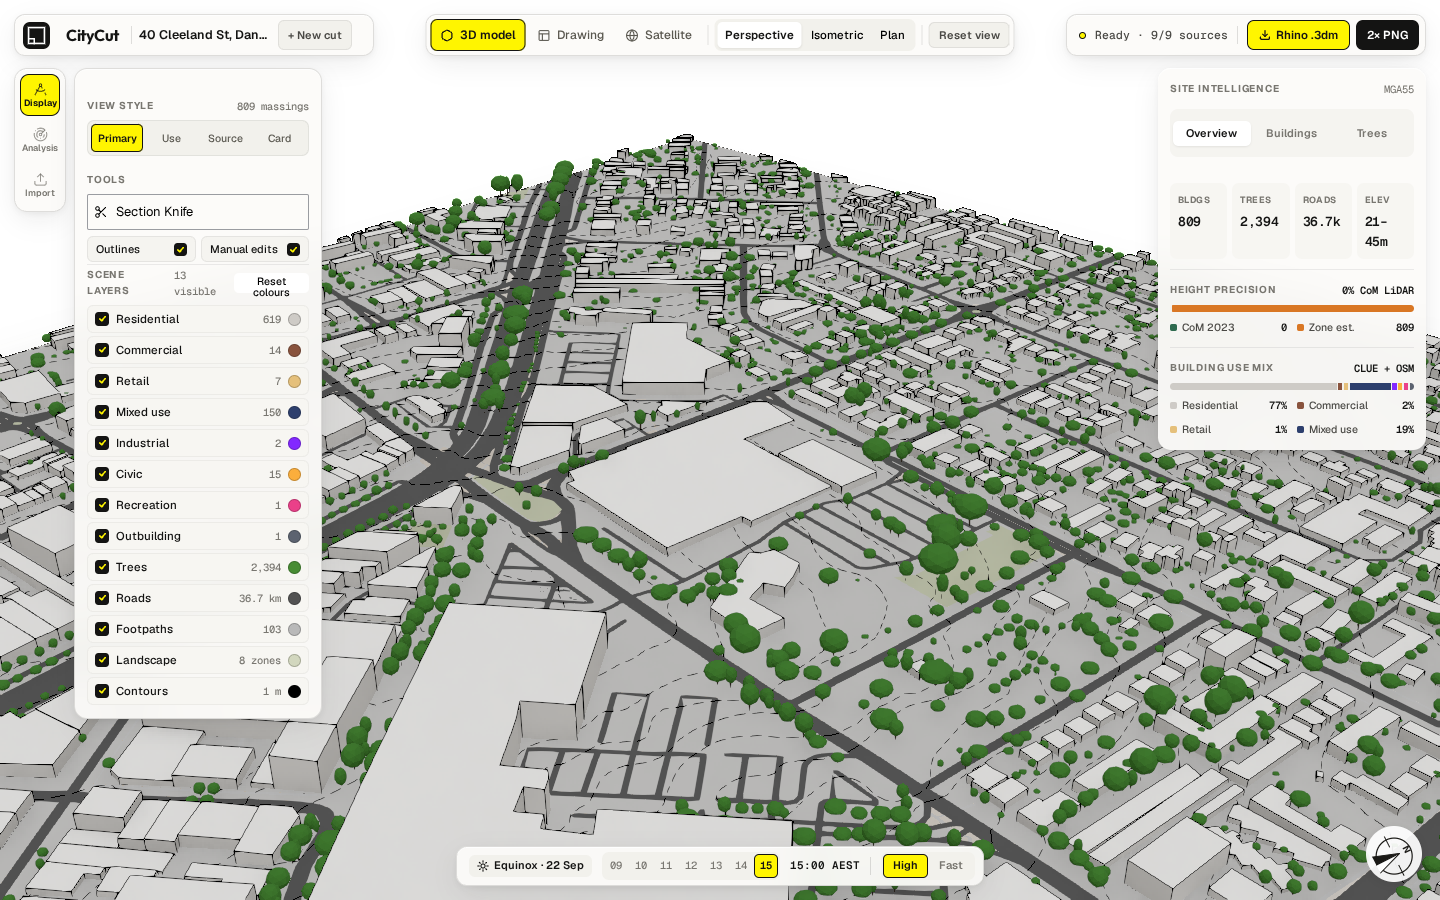 CityCut
40 Cleeland St, Dan...
+ New cut
3D model
Drawing
Satellite
Perspective
Isometric
Plan
Reset view
Ready · 9/9 sources
Rhino .3dm
2× PNG
Display
Analysis
Import
VIEW STYLE
809 massings
Primary
Use
Source
Card
TOOLS
Section Knife
Outlines
Manual edits
SCENE LAYERS
13 visible
Reset colours
Residential 619
Commercial 14
Retail 7
Mixed use 150
Industrial 2
Civic 15
Recreation 1
Outbuilding 1
Trees 2,394
Roads 36.7 km
Footpaths 103
Landscape 8 zones
Contours 1 m
SITE INTELLIGENCE
MGA55
Overview
Buildings
Trees
BLDGS
809
TREES
2,394
ROADS
36.7k
ELEV
21–45m
HEIGHT PRECISION
0% CoM LiDAR
CoM 2023 0
Zone est. 809
BUILDING USE MIX
CLUE + OSM
Residential 77%
Commercial 2%
Retail 1%
Mixed use 19%
Equinox · 22 Sep
09 10 11 12 13 14 15
15:00 AEST
High
Fast
N